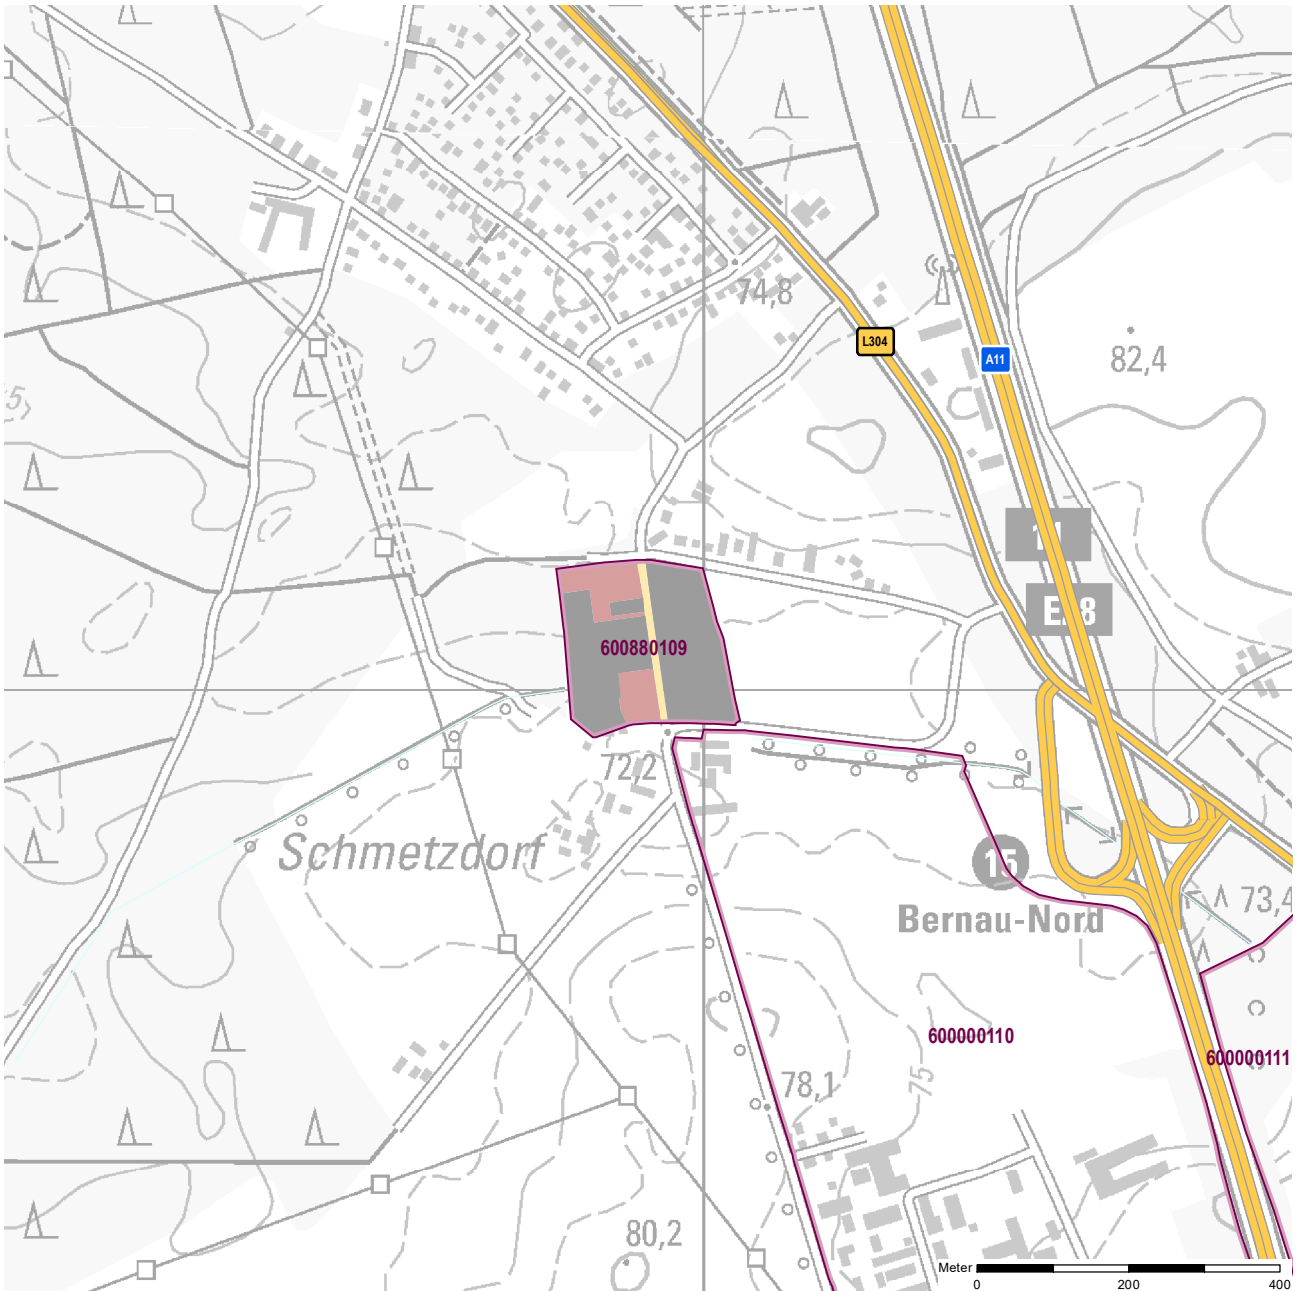 74,8
L304
A11
82,4
600880109
72,2
Schmetzdorf
15
Bernau-Nord
73,4
600000110
600000111
75
78,1
80,2
Meter
0 200 400